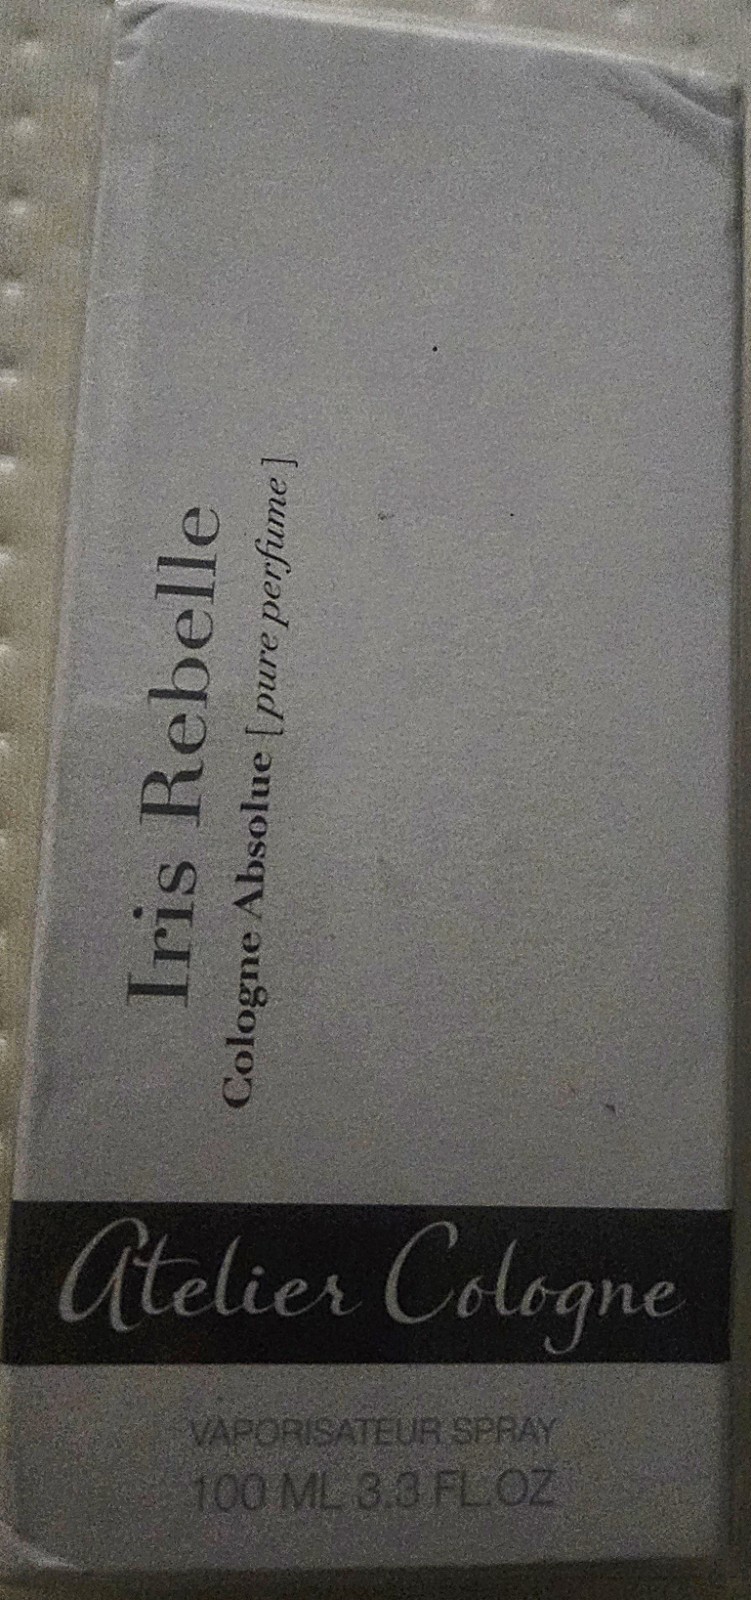 Iris Rebelle
Cologne Absolue [ pure perfume ]
Atelier Cologne
VAPORISATEUR SPRAY
100 ML 3.3 FL.OZ